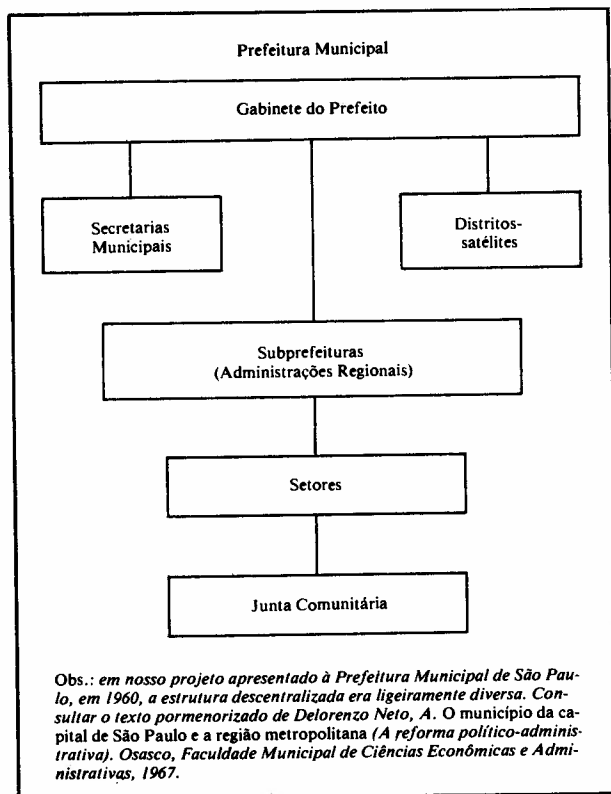 Prefeitura Municipal
Gabinete do Prefeito
Secretarias
Municipais
Distritos-
satélites
Subprefeituras
(Administrações Regionais)
Setores
Junta Comunitária
Obs.: em nosso projeto apresentado à Prefeitura Municipal de São Pau-
lo, em 1960, a estrutura descentralizada era ligeiramente diversa. Con-
sultar o texto pormenorizado de Delorenzo Neto, A. O município da ca-
pital de São Paulo e a região metropolitana (A reforma político-adminis-
trativa). Osasco, Faculdade Municipal de Ciências Econômicas e Admi-
nistrativas, 1967.